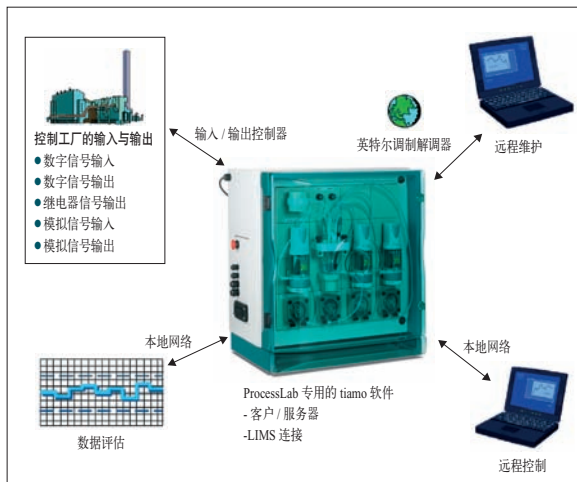 控制工厂的输入与输出
●数字信号输入
●数字信号输出
●继电器信号输出
●模拟信号输入
●模拟信号输出
输入 / 输出控制器
英特尔调制解调器
远程维护
本地网络
数据评估
ProcessLab 专用的 tiamo 软件
- 客户 / 服务器
-LIMS 连接
本地网络
远程控制